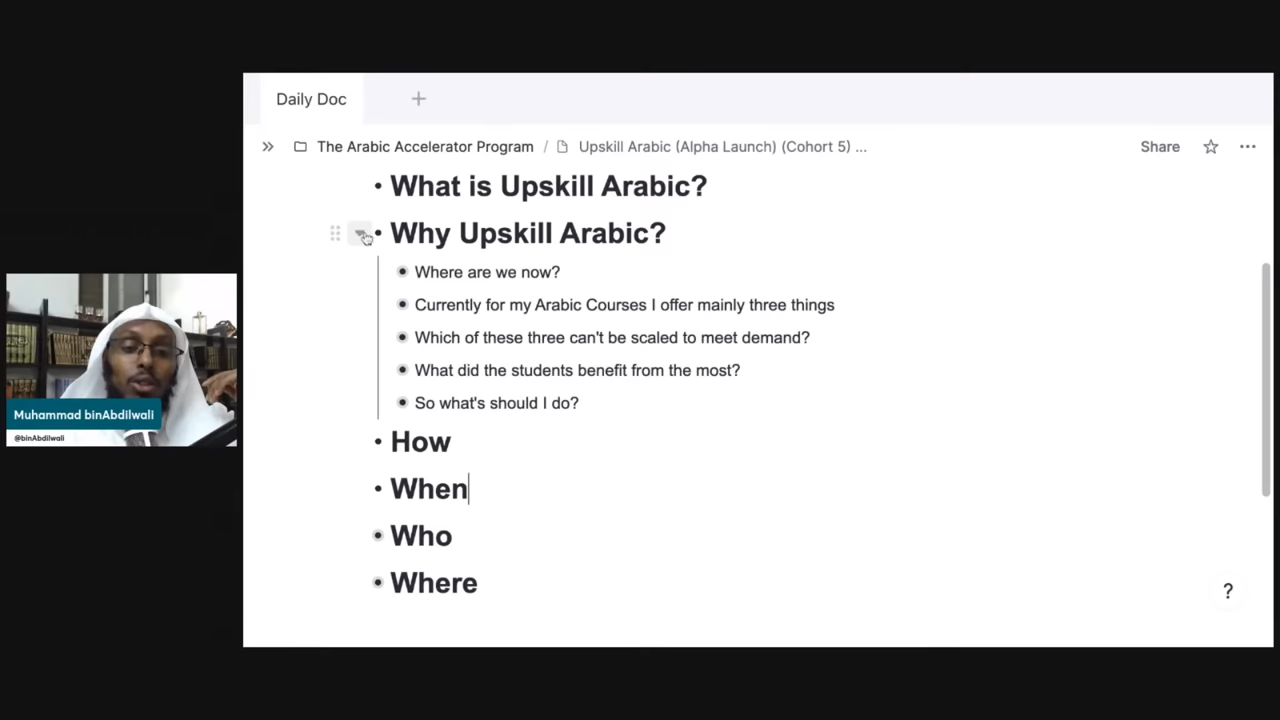 Daily Doc
The Arabic Accelerator Program / Upskill Arabic (Alpha Launch) (Cohort 5) ...
Share
What is Upskill Arabic?
Why Upskill Arabic?
Where are we now?
Currently for my Arabic Courses I offer mainly three things
Which of these three can't be scaled to meet demand?
What did the students benefit from the most?
So what's should I do?
How
When
Who
Where
?
Muhammad binAbdilwali
@binAbdilwali